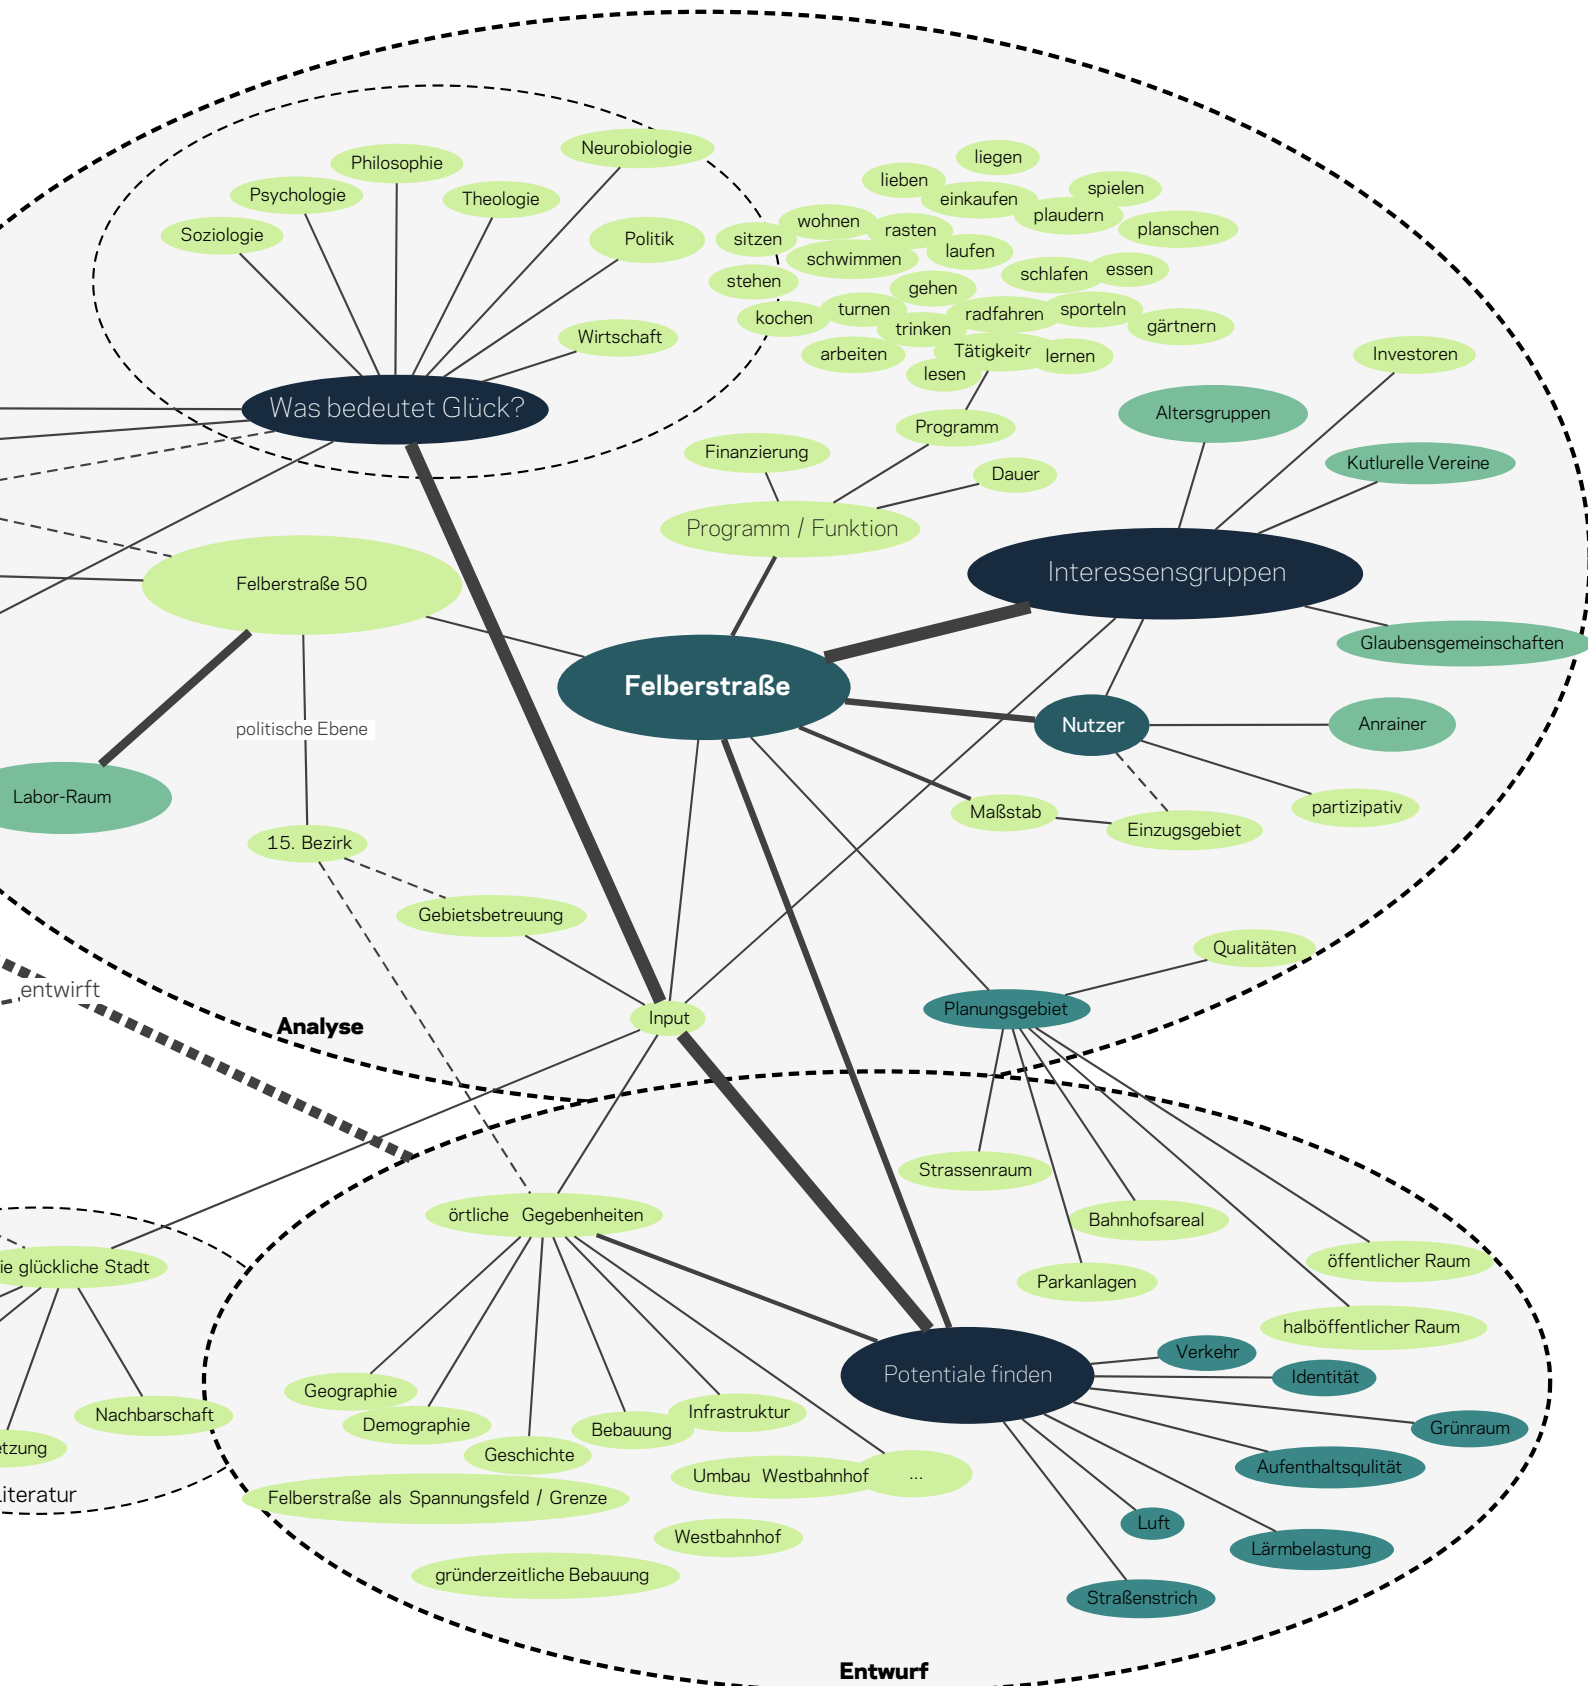 Neurobiologie
Philosophie
Psychologie
Theologie
Soziologie
Politik
Wirtschaft
Was bedeutet Glück?
liegen
lieben
einkaufen
spielen
plaudern
wohnen
rasten
planschen
sitzen
schwimmen
laufen
stehen
schlafen
essen
gehen
kochen
turnen
trinken
radfahren
sporteln
gärtnern
arbeiten
lesen
lernen
Investoren
Altersgruppen
Programm
Finanzierung
Dauer
Kutlurelle Vereine
Programm / Funktion
Interessensgruppen
Felberstraße 50
Glaubensgemeinschaften
Felberstraße
Nutzer
Anrainer
politische Ebene
Labor-Raum
Maßstab
Einzugsgebiet
partizipativ
15. Bezirk
Gebietsbetreuung
Qualitäten
entwirft
Analyse
Input
Planungsgebiet
Strassenraum
Bahnhofsareal
örtliche Gegebenheiten
Parkanlagen
öffentlicher Raum
halböffentlicher Raum
ie glückliche Stadt
Nachbarschaft
etzung
iteratur
Potentiale finden
Verkehr
Identität
Grünraum
Aufenthaltsqulität
Luft
Lärmbelastung
Straßenstrich
Geographie
Demographie
Geschichte
Bebauung
Infrastruktur
Umbau Westbahnhof
...
Felberstraße als Spannungsfeld / Grenze
Westbahnhof
gründerzeitliche Bebauung
Entwurf